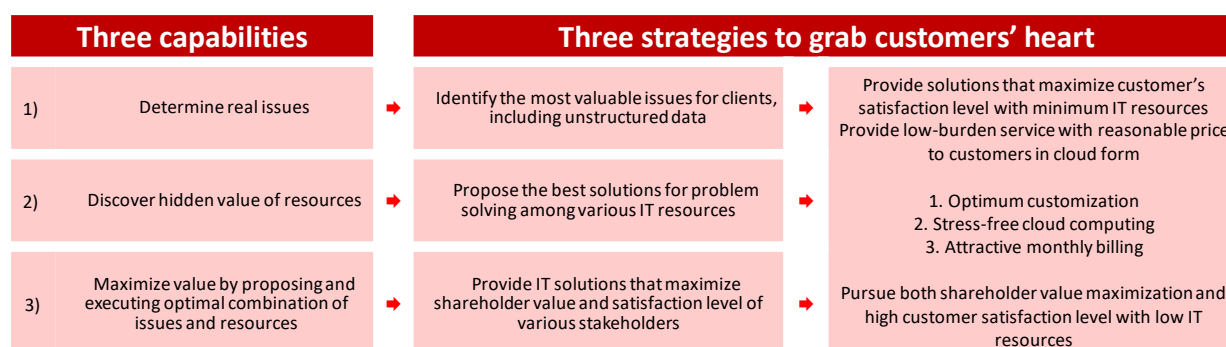 Three capabilities
Three strategies to grab customers’ heart
1)
Determine real issues
Identify the most valuable issues for clients,
including unstructured data
Provide solutions that maximize customer’s
satisfaction level with minimum IT resources
Provide low-burden service with reasonable price
to customers in cloud form
2)
Discover hidden value of resources
Propose the best solutions for problem
solving among various IT resources
1. Optimum customization
2. Stress-free cloud computing
3. Attractive monthly billing
3)
Maximize value by proposing and
executing optimal combination of
issues and resources
Provide IT solutions that maximize
shareholder value and satisfaction level of
various stakeholders
Pursue both shareholder value maximization and
high customer satisfaction level with low IT
resources